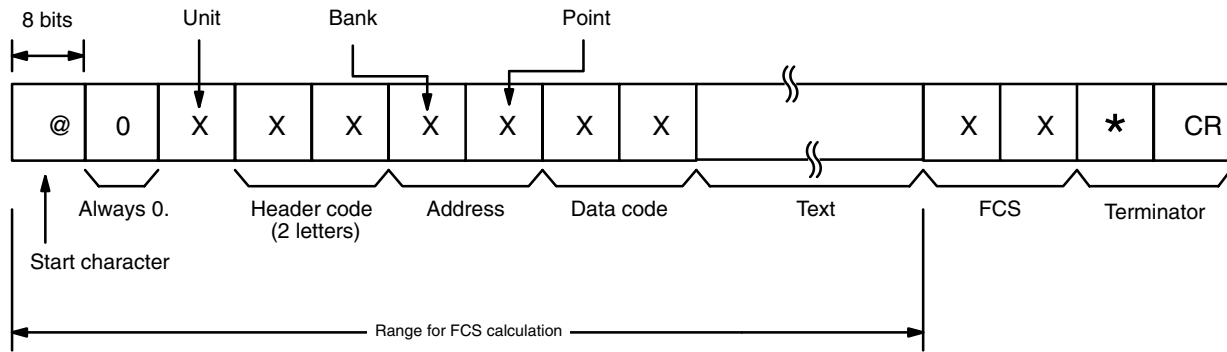 8 bits Unit Bank Point
@ 0 X X X X X X X X X * CR
Always 0. Header code Address Data code Text FCS Terminator
(2 letters)
Start character
Range for FCS calculation